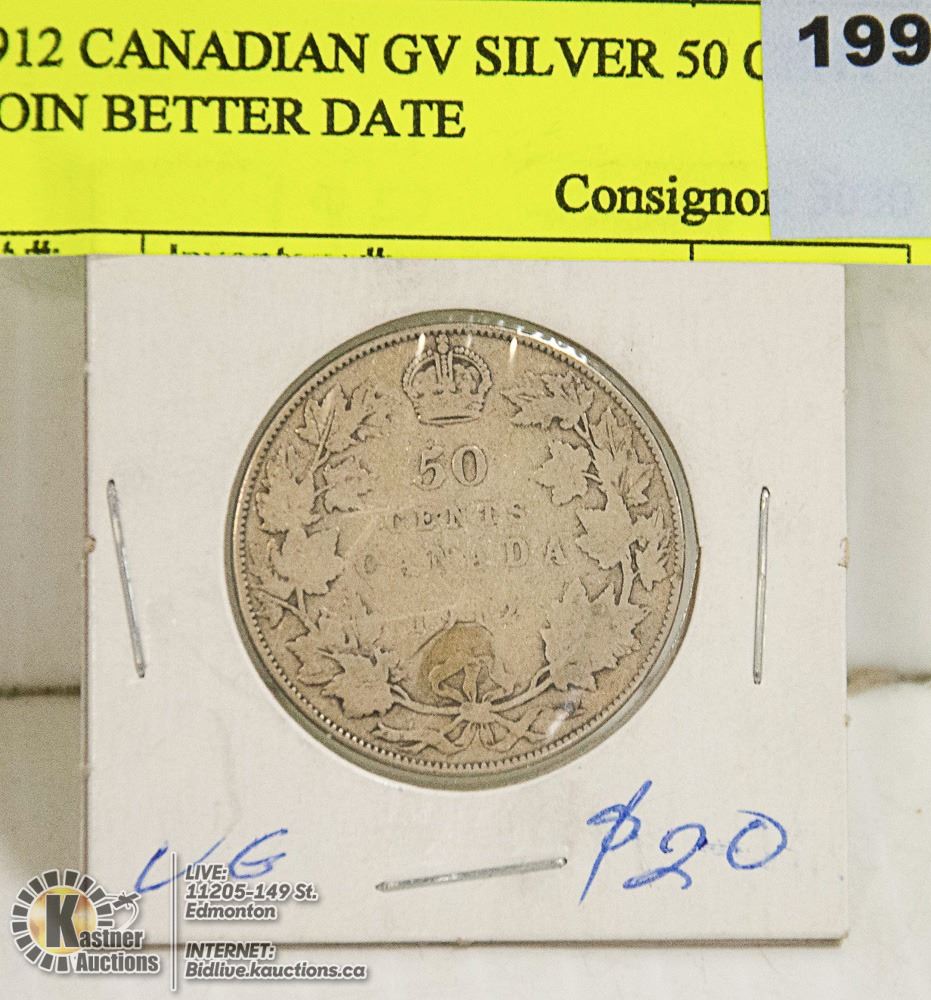 912 CANADIAN GV SILVER 50 C
OIN BETTER DATE
199
Consignor
50
CENTS
CANADA
VG
$20
Kastner
Auctions
LIVE:
11205-149 St.
Edmonton
INTERNET:
Bidlive.kauctions.ca